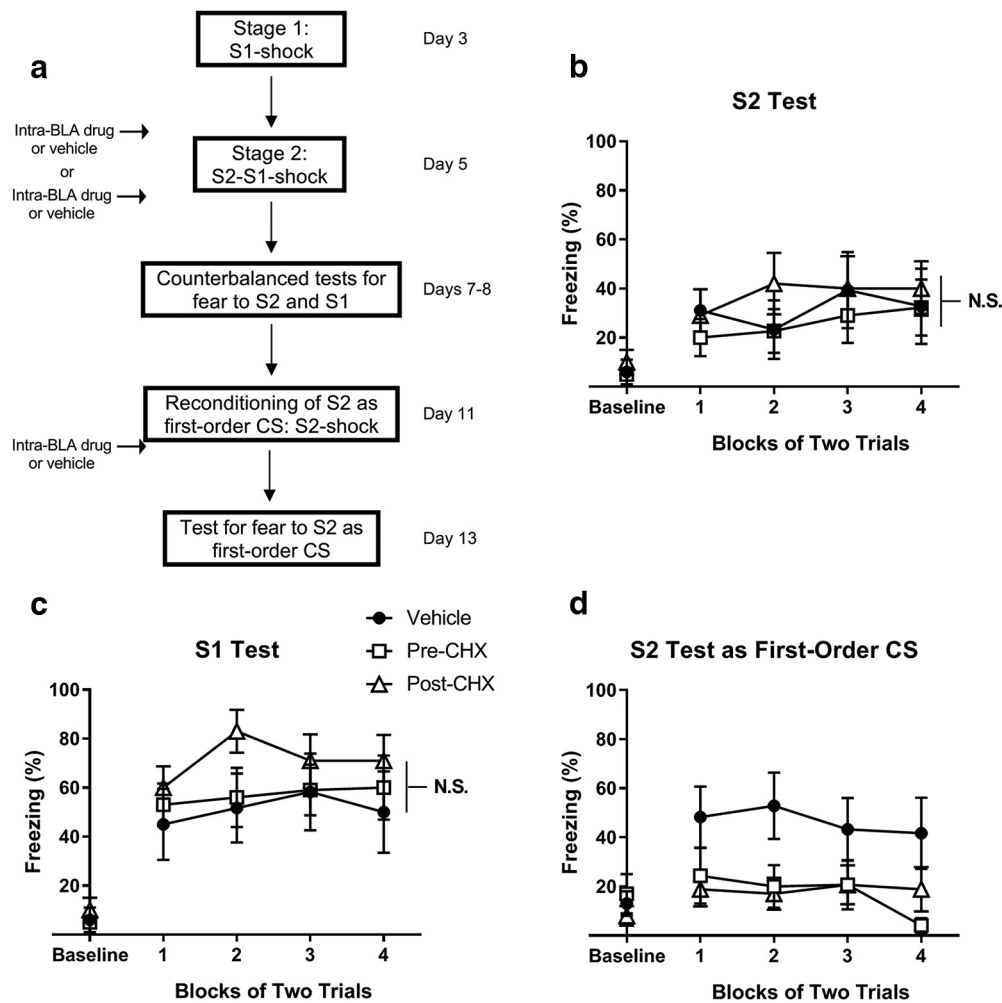 a
Stage 1:
S1-shock
Day 3
Intra-BLA drug
or vehicle
or
Intra-BLA drug
or vehicle
Stage 2:
S2-S1-shock
Day 5
Counterbalanced tests for
fear to S2 and S1
Days 7-8
Reconditioning of S2 as
first-order CS: S2-shock
Day 11
Intra-BLA drug
or vehicle
Test for fear to S2 as
first-order CS
Day 13
b
S2 Test
Freezing (%)
100
80
60
40
20
N.S.
Baseline 1 2 3 4
Blocks of Two Trials
c
S1 Test
Vehicle
Pre-CHX
Post-CHX
Freezing (%)
100
80
60
40
20
N.S.
Baseline 1 2 3 4
Blocks of Two Trials
d
S2 Test as First-Order CS
Freezing (%)
100
80
60
40
20
Baseline 1 2 3 4
Blocks of Two Trials